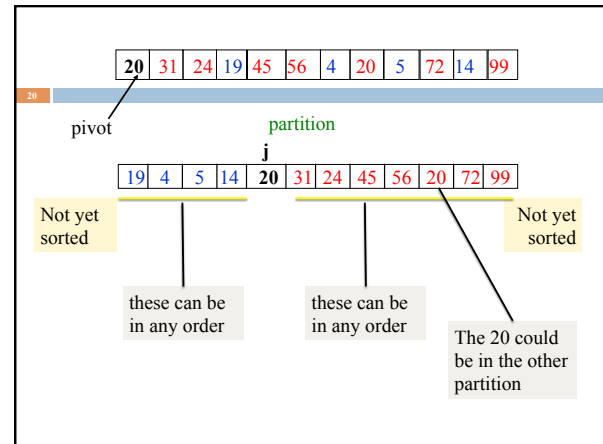 20 31 24 19 45 56 4 20 5 72 14 99
20
pivot
partition
j
19 4 5 14 20 31 24 45 56 20 72 99
Not yet
sorted
Not yet
sorted
these can be
in any order
these can be
in any order
The 20 could
be in the other
partition